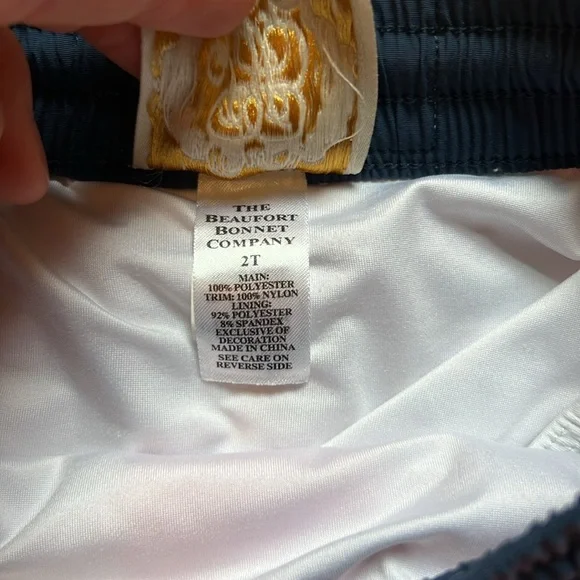 THE
BEAUFORT
BONNET
COMPANY
2T
MAIN:
100% POLYESTER
TRIM: 100% NYLON
LINING:
92% POLYESTER
8% SPANDEX
EXCLUSIVE OF
DECORATION
MADE IN CHINA
SEE CARE ON
REVERSE SIDE